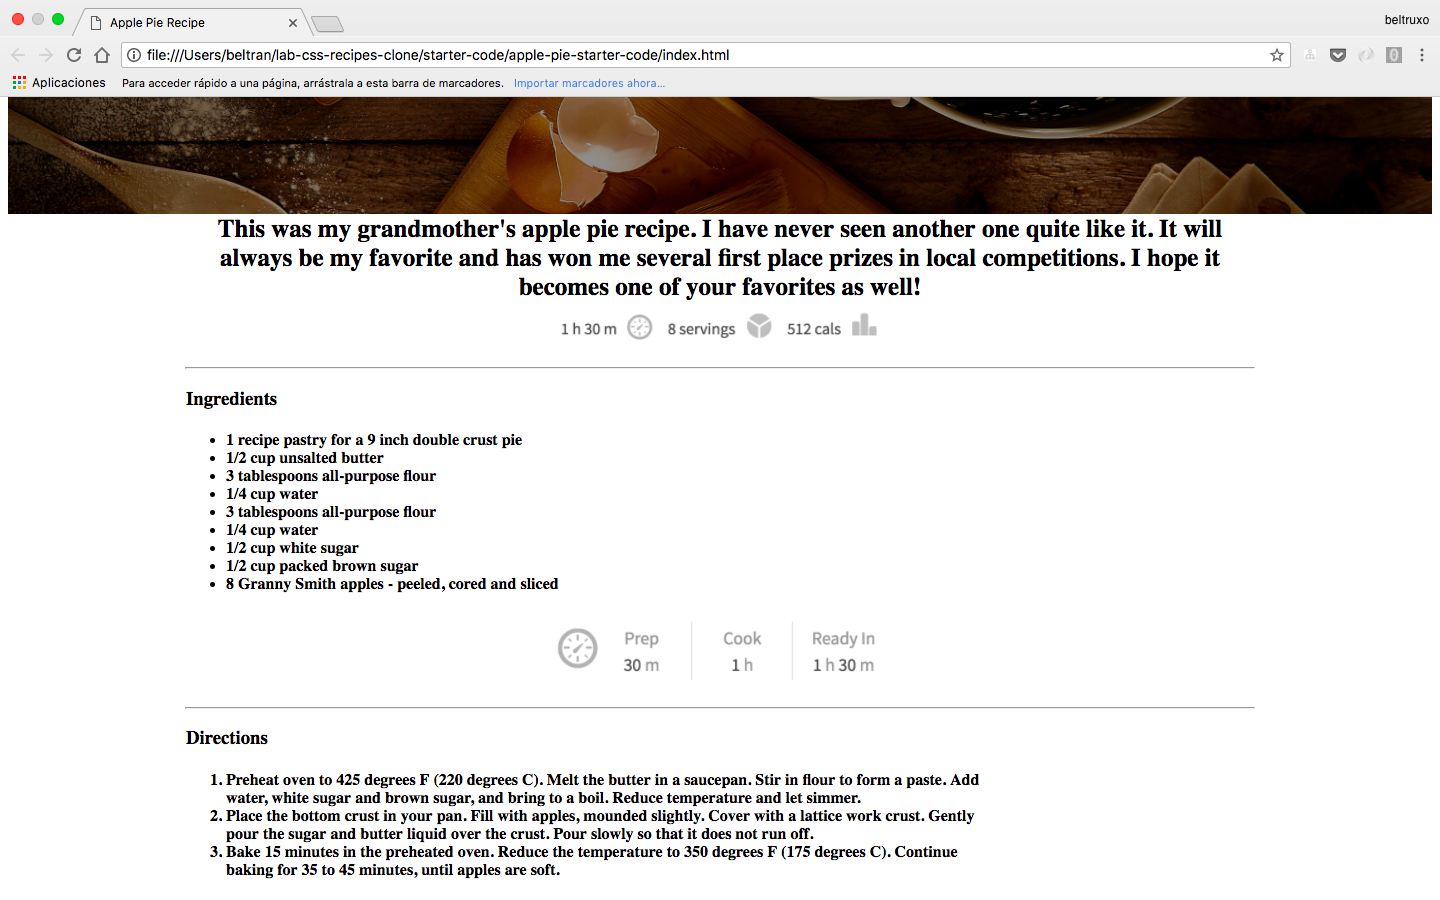 Apple Pie Recipe
beltruxo
file:///Users/beltran/lab-css-recipes-clone/starter-code/apple-pie-starter-code/index.html
Aplicaciones Para acceder rápido a una página, arrástrala a esta barra de marcadores. Importar marcadores ahora...
This was my grandmother's apple pie recipe. I have never seen another one quite like it. It will
always be my favorite and has won me several first place prizes in local competitions. I hope it
becomes one of your favorites as well!
1 h 30 m 8 servings 512 cals
Ingredients
• 1 recipe pastry for a 9 inch double crust pie
• 1/2 cup unsalted butter
• 3 tablespoons all-purpose flour
• 1/4 cup water
• 3 tablespoons all-purpose flour
• 1/4 cup water
• 1/2 cup white sugar
• 1/2 cup packed brown sugar
• 8 Granny Smith apples - peeled, cored and sliced
Prep Cook Ready In
30 m 1 h 1 h 30 m
Directions
1. Preheat oven to 425 degrees F (220 degrees C). Melt the butter in a saucepan. Stir in flour to form a paste. Add
water, white sugar and brown sugar, and bring to a boil. Reduce temperature and let simmer.
2. Place the bottom crust in your pan. Fill with apples, mounded slightly. Cover with a lattice work crust. Gently
pour the sugar and butter liquid over the crust. Pour slowly so that it does not run off.
3. Bake 15 minutes in the preheated oven. Reduce the temperature to 350 degrees F (175 degrees C). Continue
baking for 35 to 45 minutes, until apples are soft.